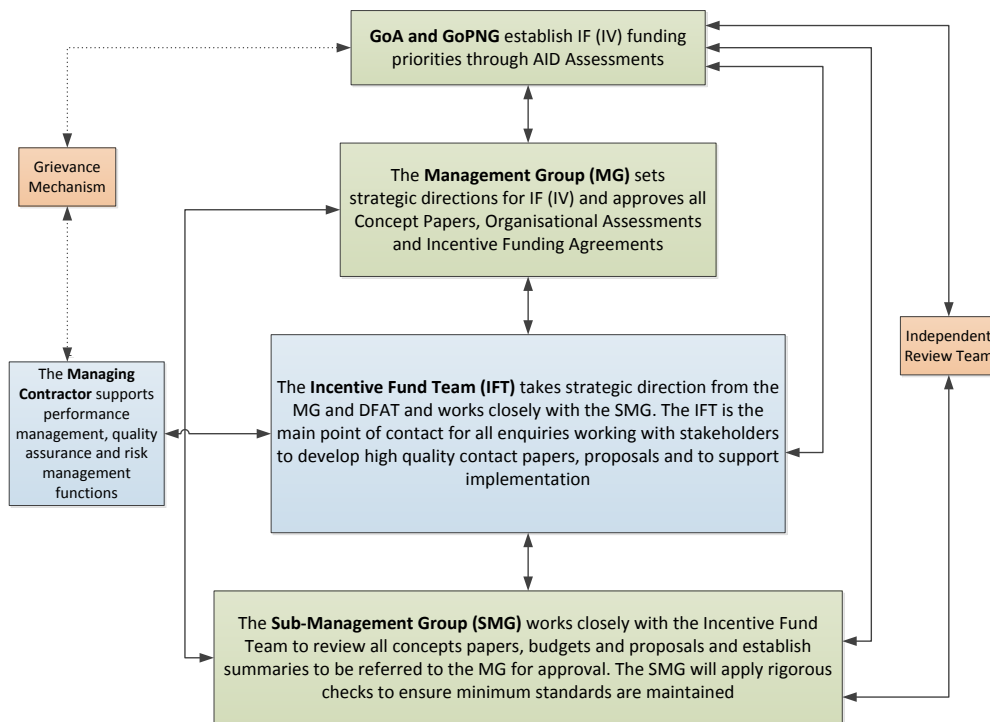 GoA and GoPNG establish IF (IV) funding
priorities through AID Assessments
Grievance
Mechanism
The Management Group (MG) sets
strategic directions for IF (IV) and approves all
Concept Papers, Organisational Assessments
and Incentive Funding Agreements
Independent
Review Team
The Managing
Contractor supports
performance
management, quality
assurance and risk
management
functions
The Incentive Fund Team (IFT) takes strategic direction from the
MG and DFAT and works closely with the SMG. The IFT is the
main point of contact for all enquiries working with stakeholders
to develop high quality contact papers, proposals and to support
implementation
The Sub-Management Group (SMG) works closely with the Incentive Fund
Team to review all concepts papers, budgets and proposals and establish
summaries to be referred to the MG for approval. The SMG will apply rigorous
checks to ensure minimum standards are maintained